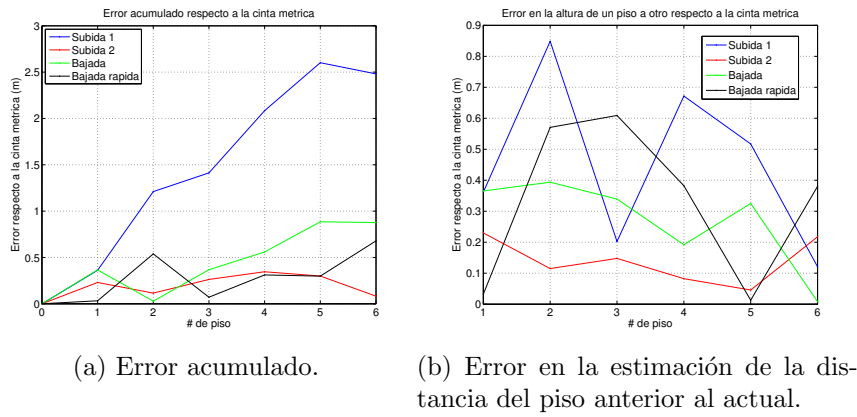 Error acumulado respecto a la cinta metrica
3
2.5
2
1.5
1
0.5
0
Error respecto a la cinta metrica (m)
Subida 1
Subida 2
Bajada
Bajada rapida
0 1 2 3 4 5 6
# de piso
(a) Error acumulado.
Error en la altura de un piso a otro respecto a la cinta metrica
0.9
0.8
0.7
0.6
0.5
0.4
0.3
0.2
0.1
0
Error respecto a la cinta metrica (m)
Subida 1
Subida 2
Bajada
Bajada rapida
1 2 3 4 5 6
# de piso
(b) Error en la estimación de la dis-
tancia del piso anterior al actual.